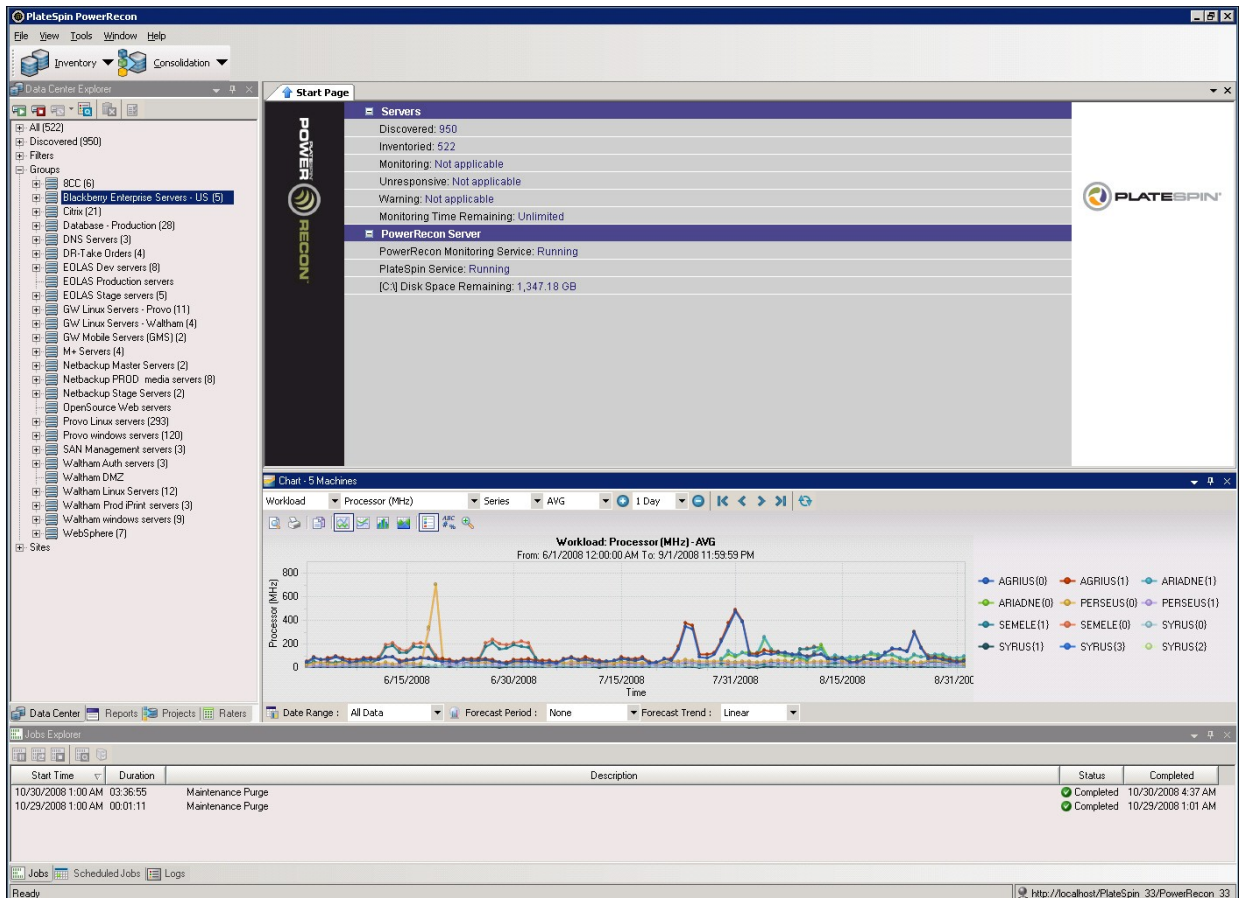 PlateSpin PowerRecon
File View Tools Window Help
Inventory Consolidation
Data Center Explorer
All (522)
Discovered (950)
Filters
Groups
8CC (6)
Blackberry Enterprise Servers - US (5)
Citrix (21)
Database - Production (28)
DNS Servers (3)
DR-Take Orders (4)
EOLAS Dev servers (8)
EOLAS Production servers
EOLAS Stage servers (5)
GW Linux Servers - Provo (11)
GW Linux Servers - Waltham (4)
GW Mobile Servers (GMS) (2)
M+ Servers (4)
Netbackup Master Servers (2)
Netbackup PROD media servers (8)
Netbackup Stage Servers (2)
OpenSource Web servers
Provo Linux servers (293)
Provo windows servers (120)
SAN Management servers (3)
Waltham Auth servers (3)
Waltham DMZ
Waltham Linux Servers (12)
Waltham Prod iPrint servers (3)
Waltham windows servers (9)
WebSphere (7)
Sites
Data Center Reports Projects Raters
Start Page
PLATESPIN
POWER RECON
Servers
Discovered: 950
Inventoried: 522
Monitoring: Not applicable
Unresponsive: Not applicable
Warning: Not applicable
Monitoring Time Remaining: Unlimited
PowerRecon Server
PowerRecon Monitoring Service: Running
PlateSpin Service: Running
[C:\] Disk Space Remaining: 1,347.18 GB
PLATESPIN
Chart - 5 Machines
Workload Processor (MHz) Series AVG 1 Day
ABC
#%
Workload: Processor (MHz) - AVG
From: 6/1/2008 12:00:00 AM To: 9/1/2008 11:59:59 PM
Processor (MHz)
800
600
400
200
0
6/15/2008 6/30/2008 7/15/2008 7/31/2008 8/15/2008 8/31/200
Time
AGRIUS{0} AGRIUS{1} ARIADNE{1}
ARIADNE{0} PERSEUS{0} PERSEUS{1}
SEMELE{1} SEMELE{0} SYRUS{0}
SYRUS{1} SYRUS{3} SYRUS{2}
Date Range : All Data Forecast Period : None Forecast Trend : Linear
Jobs Explorer
Start Time Duration Description Status Completed
10/30/2008 1:00 AM 03:36:55 Maintenance Purge Completed 10/30/2008 4:37 AM
10/29/2008 1:00 AM 00:01:11 Maintenance Purge Completed 10/29/2008 1:01 AM
Jobs Scheduled Jobs Logs
Ready
http://localhost/PlateSpin_33/PowerRecon_33